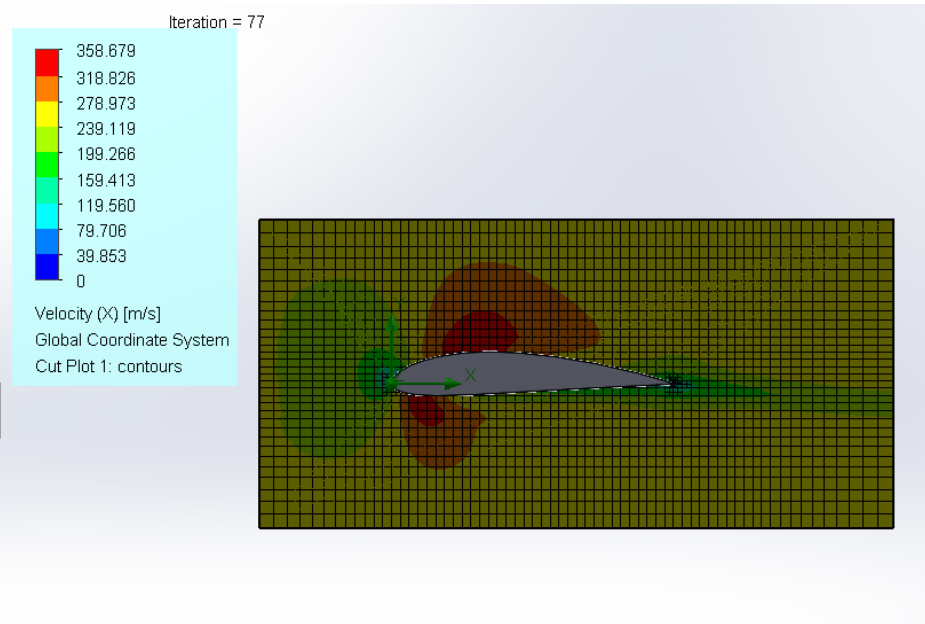 Iteration = 77
358.679
318.826
278.973
239.119
199.266
159.413
119.560
79.706
39.853
0
Velocity (X) [m/s]
Global Coordinate System
Cut Plot 1: contours
X